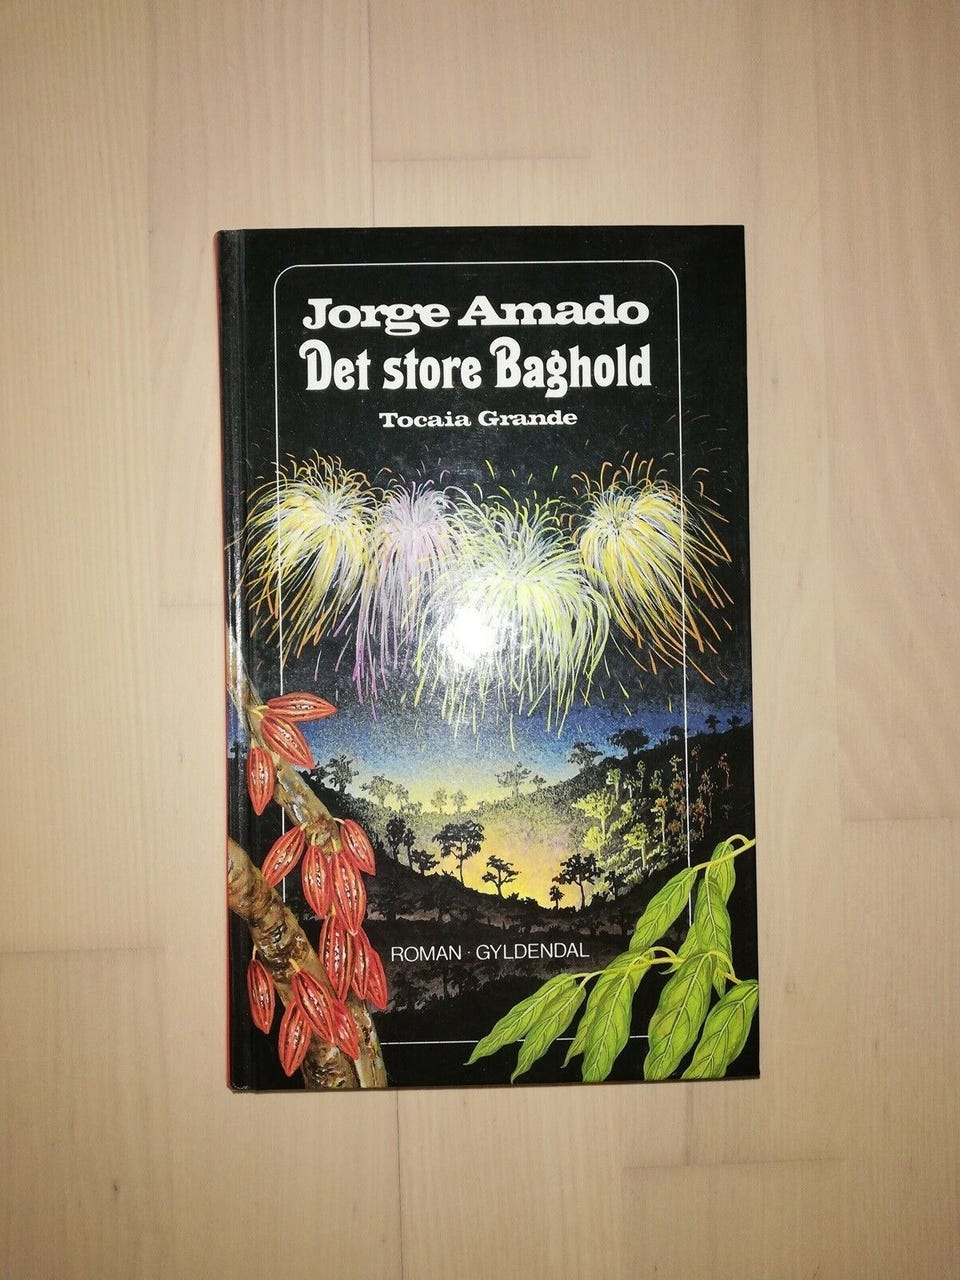 Jorge Amado
Det store Baghold
Tocaia Grande
ROMAN · GYLDENDAL